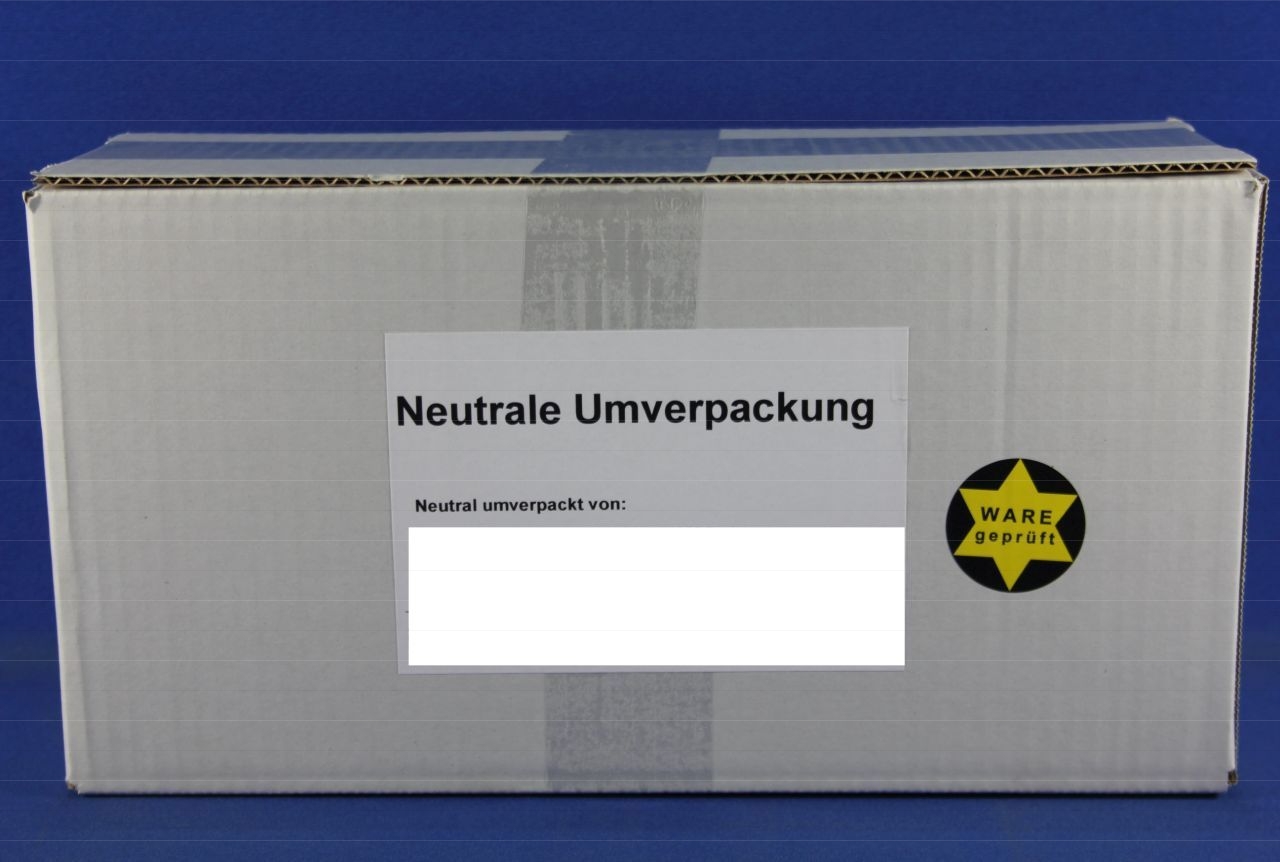 Neutrale Umverpackung
Neutral umverpackt von:
WARE
geprüft